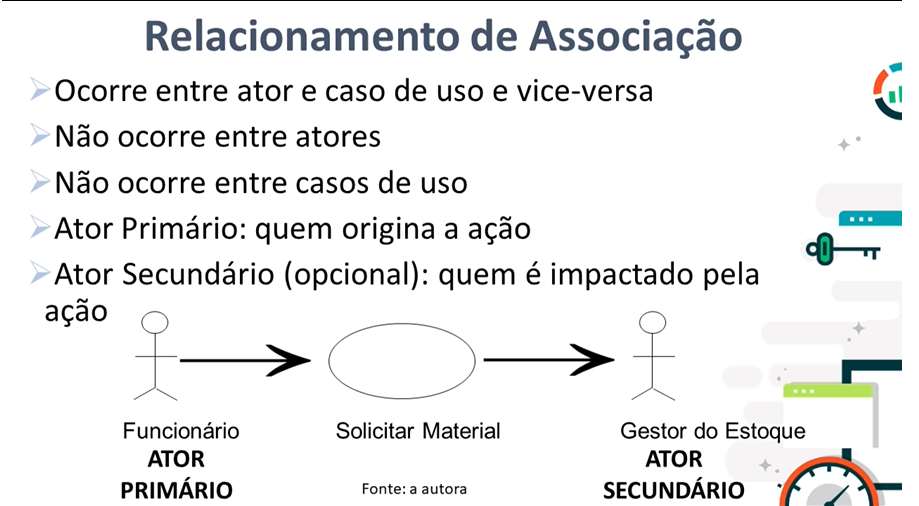 Relacionamento de Associação
Ocorre entre ator e caso de uso e vice-versa
Não ocorre entre atores
Não ocorre entre casos de uso
Ator Primário: quem origina a ação
Ator Secundário (opcional): quem é impactado pela
ação
Funcionário
Solicitar Material
Gestor do Estoque
ATOR
PRIMÁRIO
Fonte: a autora
ATOR
SECUNDÁRIO